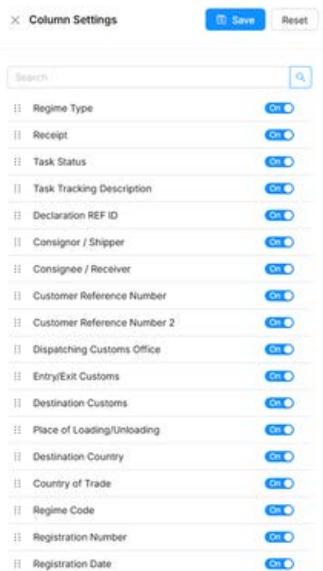 Column Settings
Save
Reset
Search
Regime Type On
Receipt On
Task Status On
Task Tracking Description On
Declaration REF ID On
Consignor / Shipper On
Consignee / Receiver On
Customer Reference Number On
Customer Reference Number 2 On
Dispatching Customs Office On
Entry/Exit Customs On
Destination Customs On
Place of Loading/Unloading On
Destination Country On
Country of Trade On
Regime Code On
Registration Number On
Registration Date On